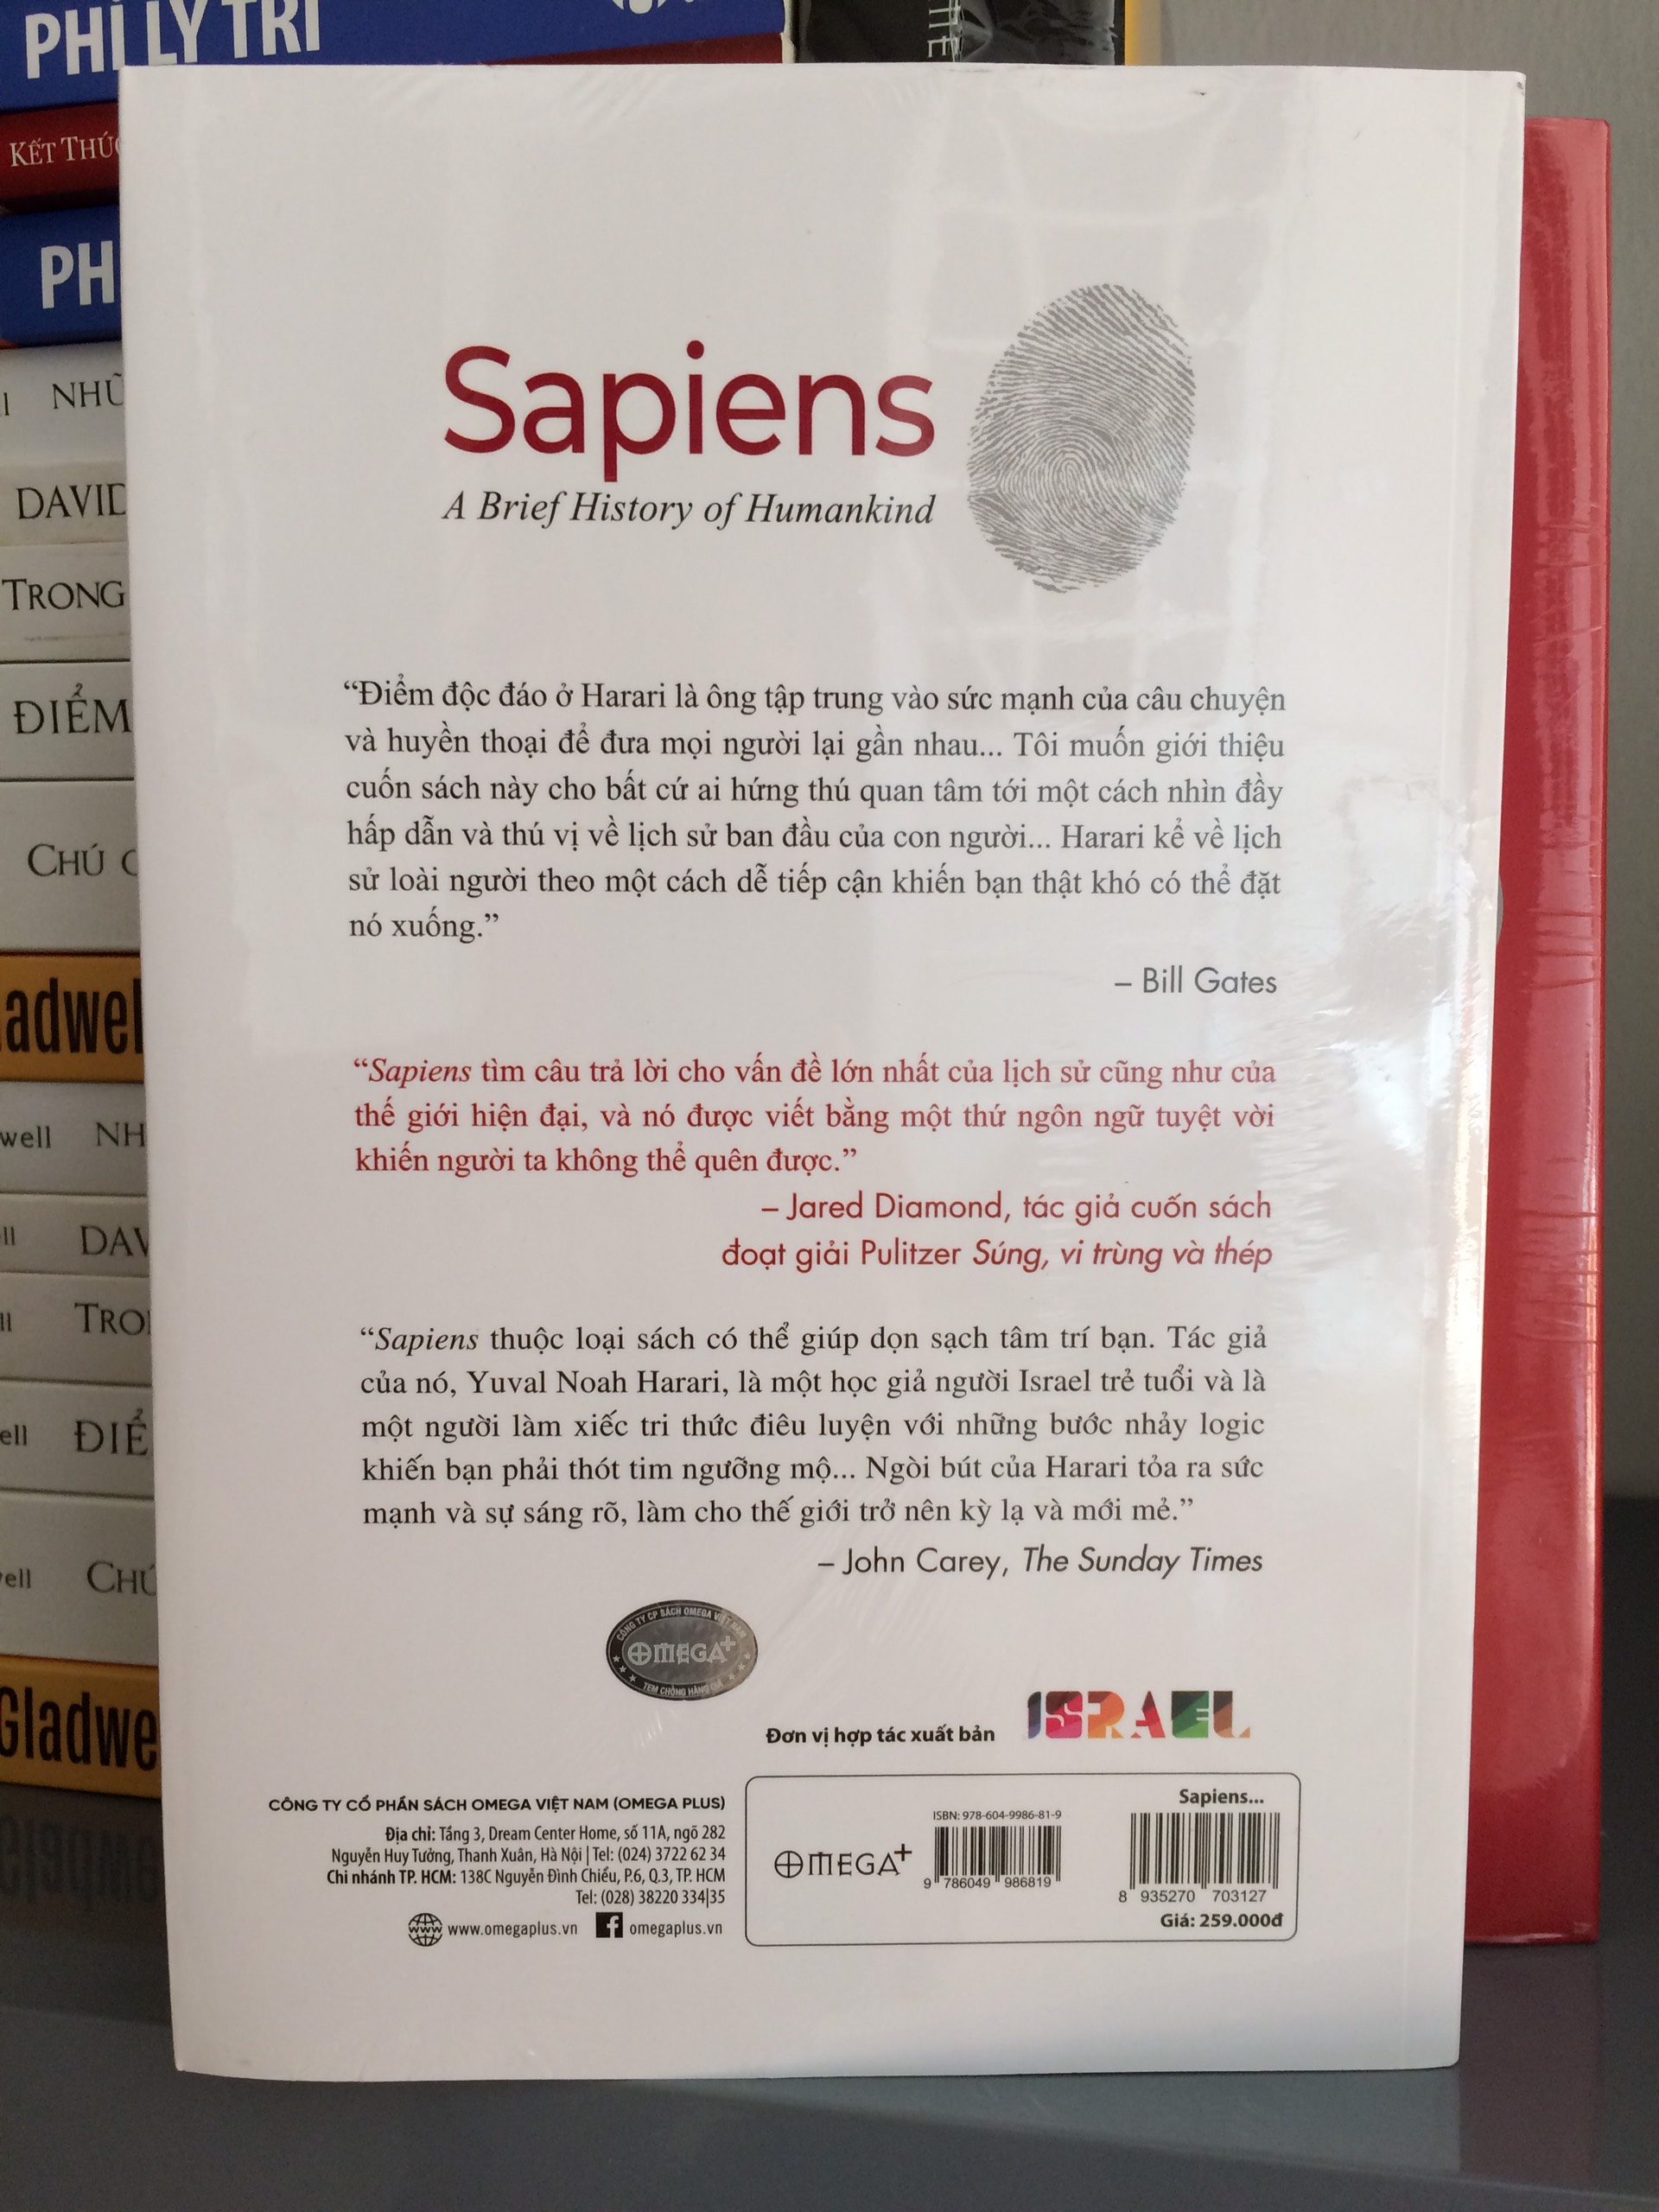 PHI LÝ TRÍ
THE
KẾT THÚC
PH
NHỮ
DAVID
TRONG
ĐIỂM
CHÚ
adwel
well NH
ll DAV
ll TRO
ell ĐIỂ
ell CHÚ
Gladwe
Sapiens
A Brief History of Humankind
“Điểm độc đáo ở Harari là ông tập trung vào sức mạnh của câu chuyện
và huyền thoại để đưa mọi người lại gần nhau... Tôi muốn giới thiệu
cuốn sách này cho bất cứ ai hứng thú quan tâm tới một cách nhìn đầy
hấp dẫn và thú vị về lịch sử ban đầu của con người... Harari kể về lịch
sử loài người theo một cách dễ tiếp cận khiến bạn thật khó có thể đặt
nó xuống.”
– Bill Gates
“Sapiens tìm câu trả lời cho vấn đề lớn nhất của lịch sử cũng như của
thế giới hiện đại, và nó được viết bằng một thứ ngôn ngữ tuyệt vời
khiến người ta không thể quên được.”
– Jared Diamond, tác giả cuốn sách
đoạt giải Pulitzer Súng, vi trùng và thép
“Sapiens thuộc loại sách có thể giúp dọn sạch tâm trí bạn. Tác giả
của nó, Yuval Noah Harari, là một học giả người Israel trẻ tuổi và là
một người làm xiếc tri thức điêu luyện với những bước nhảy logic
khiến bạn phải thót tim ngưỡng mộ... Ngòi bút của Harari tỏa ra sức
mạnh và sự sáng rõ, làm cho thế giới trở nên kỳ lạ và mới mẻ.”
– John Carey, The Sunday Times
CÔNG TY CP SÁCH OMEGA VIỆT NAM
OMEGA+
TEM CHỐNG HÀNG GIẢ
Đơn vị hợp tác xuất bản ISRAEL
CÔNG TY CỔ PHẦN SÁCH OMEGA VIỆT NAM (OMEGA PLUS)
Địa chỉ: Tầng 3, Dream Center Home, số 11A, ngõ 282
Nguyễn Huy Tưởng, Thanh Xuân, Hà Nội | Tel: (024) 3722 62 34
Chi nhánh TP. HCM: 138C Nguyễn Đình Chiểu, P.6, Q.3, TP. HCM
Tel: (028) 38220 334|35
www www.omegaplus.vn f omegaplus.vn
OMEGA+
ISBN: 978-604-9986-81-9
9 786049 986819
Sapiens...
8 935270 703127
Giá: 259.000đ